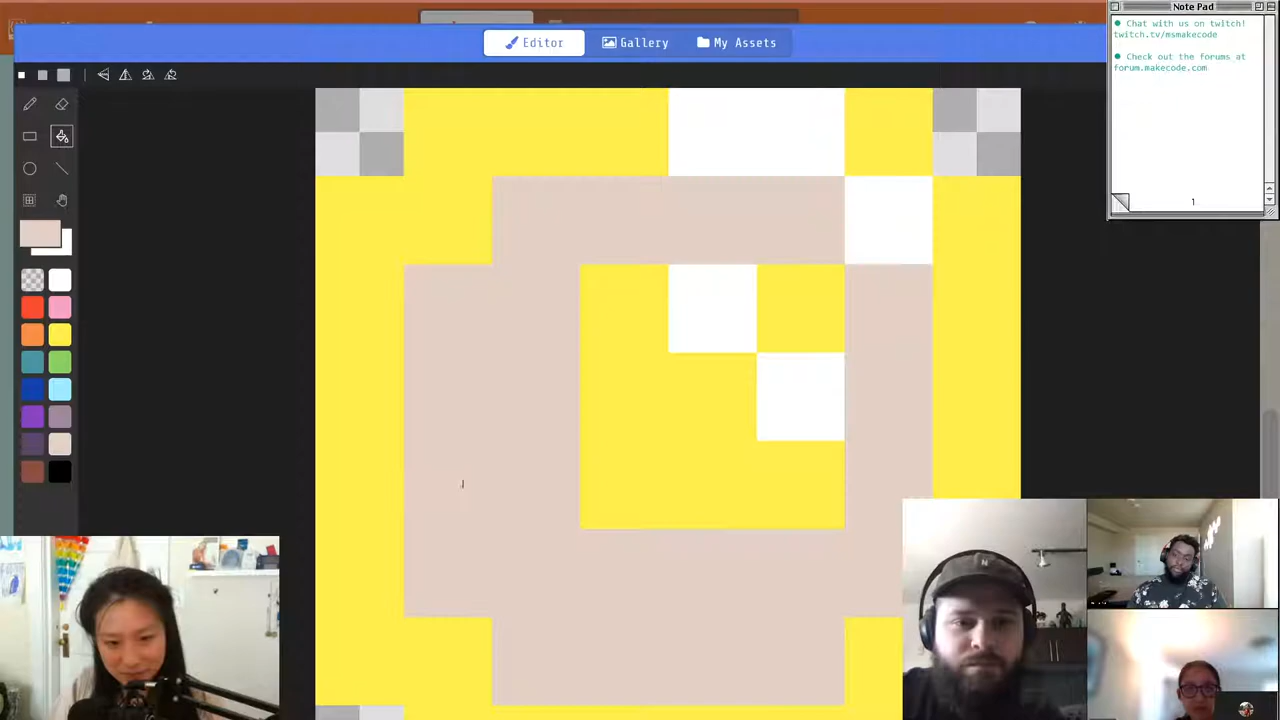 Note Pad
Chat with us on twitch!
twitch.tv/msmakecode
Check out the forums at
forum.makecode.com
1
Editor
Gallery
My Assets